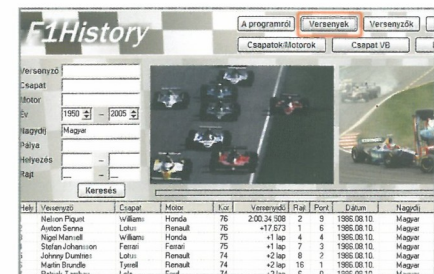 F1History
A programról Versenyek Versenyzők
Csapatok/Motorok Csapat VB
Versenyző
Csapat
Motor
Év 1950 - 2005
Nagydíj Magyar
Pálya
Helyezés -
Rajt -
Keresés
Hely Versenyző Csapat Motor Kör Versenyidő Rajt Pont Dátum Nagydíj
Nelson Piquet Williams Honda 76 2:00:34.508 2 9 1986.08.10. Magyar
Ayrton Senna Lotus Renault 76 +17.673 1 6 1986.08.10. Magyar
Nigel Mansell Williams Honda 75 +1 lap 4 4 1986.08.10. Magyar
Stefan Johansson Ferrari Ferrari 75 +1 lap 7 3 1986.08.10. Magyar
Johnny Dumfries Lotus Renault 74 +2 lap 8 2 1986.08.10. Magyar
Martin Brundle Tyrrell Renault 74 +2 lap 16 1 1986.08.10. Magyar